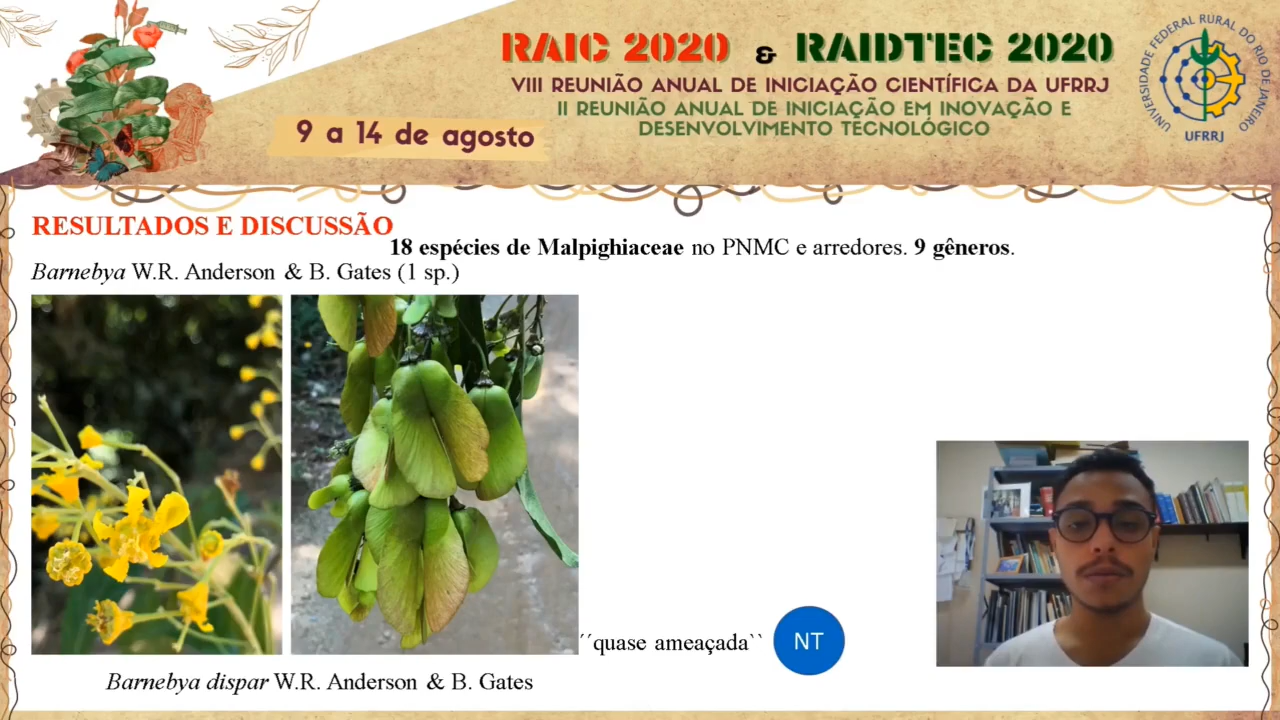 RAIC 2020 & RAIDTEC 2020
VIII REUNIÃO ANUAL DE INICIAÇÃO CIENTÍFICA DA UFRRJ
II REUNIÃO ANUAL DE INICIAÇÃO EM INOVAÇÃO E
DESENVOLVIMENTO TECNOLÓGICO
9 a 14 de agosto
UNIVERSIDADE FEDERAL RURAL DO RIO DE JANEIRO
UFRRJ
RESULTADOS E DISCUSSÃO
18 espécies de Malpighiaceae no PNMC e arredores. 9 gêneros.
Barnebya W.R. Anderson & B. Gates (1 sp.)
´´quase ameaçada``
NT
Barnebya dispar W.R. Anderson & B. Gates